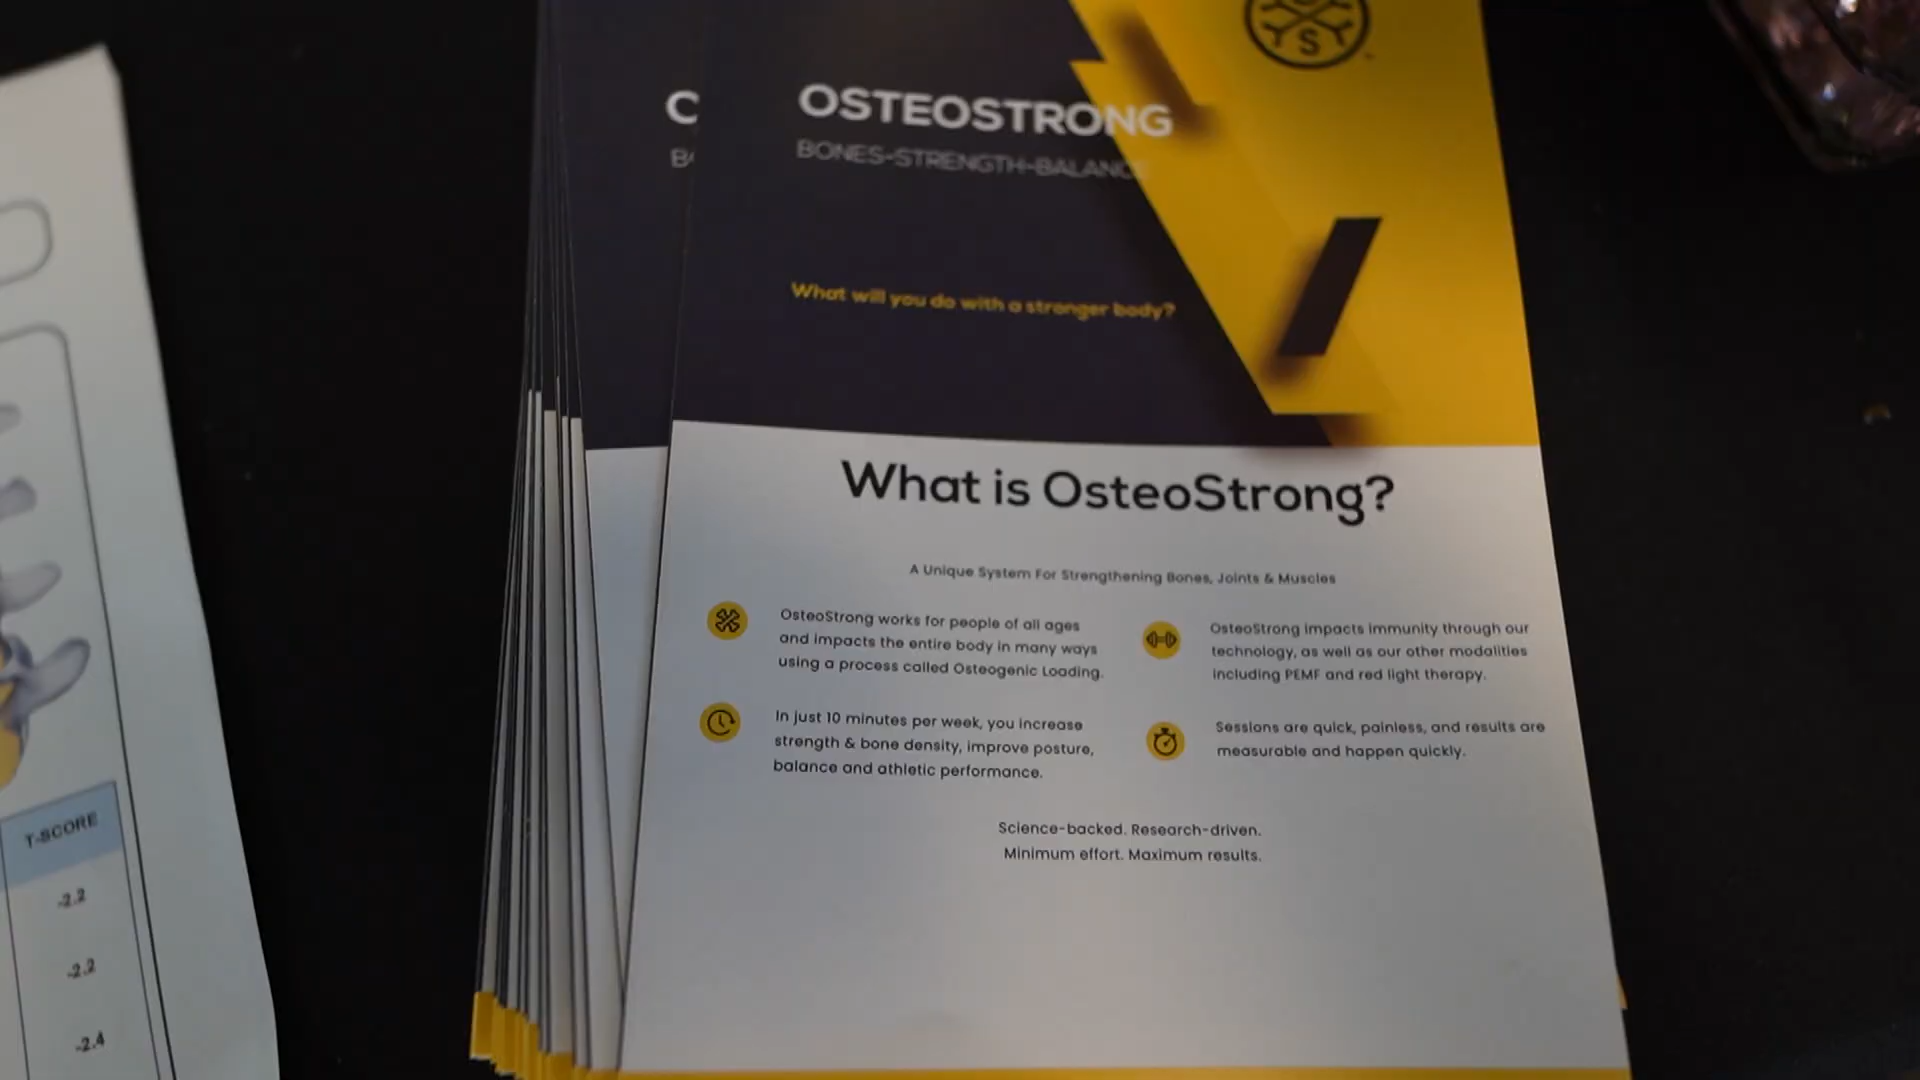 S
OSTEOSTRONG
BONES-STRENGTH-BALANCE
What will you do with a stronger body?
What is OsteoStrong?
A Unique System For Strengthening Bones, Joints & Muscles
OsteoStrong works for people of all ages
and impacts the entire body in many ways
using a process called Osteogenic Loading.
In just 10 minutes per week, you increase
strength & bone density, improve posture,
balance and athletic performance.
OsteoStrong impacts immunity through our
technology, as well as our other modalities
including PEMF and red light therapy.
Sessions are quick, painless, and results are
measurable and happen quickly.
Science-backed. Research-driven.
Minimum effort. Maximum results.
T-SCORE
-2.2
-2.2
-2.4